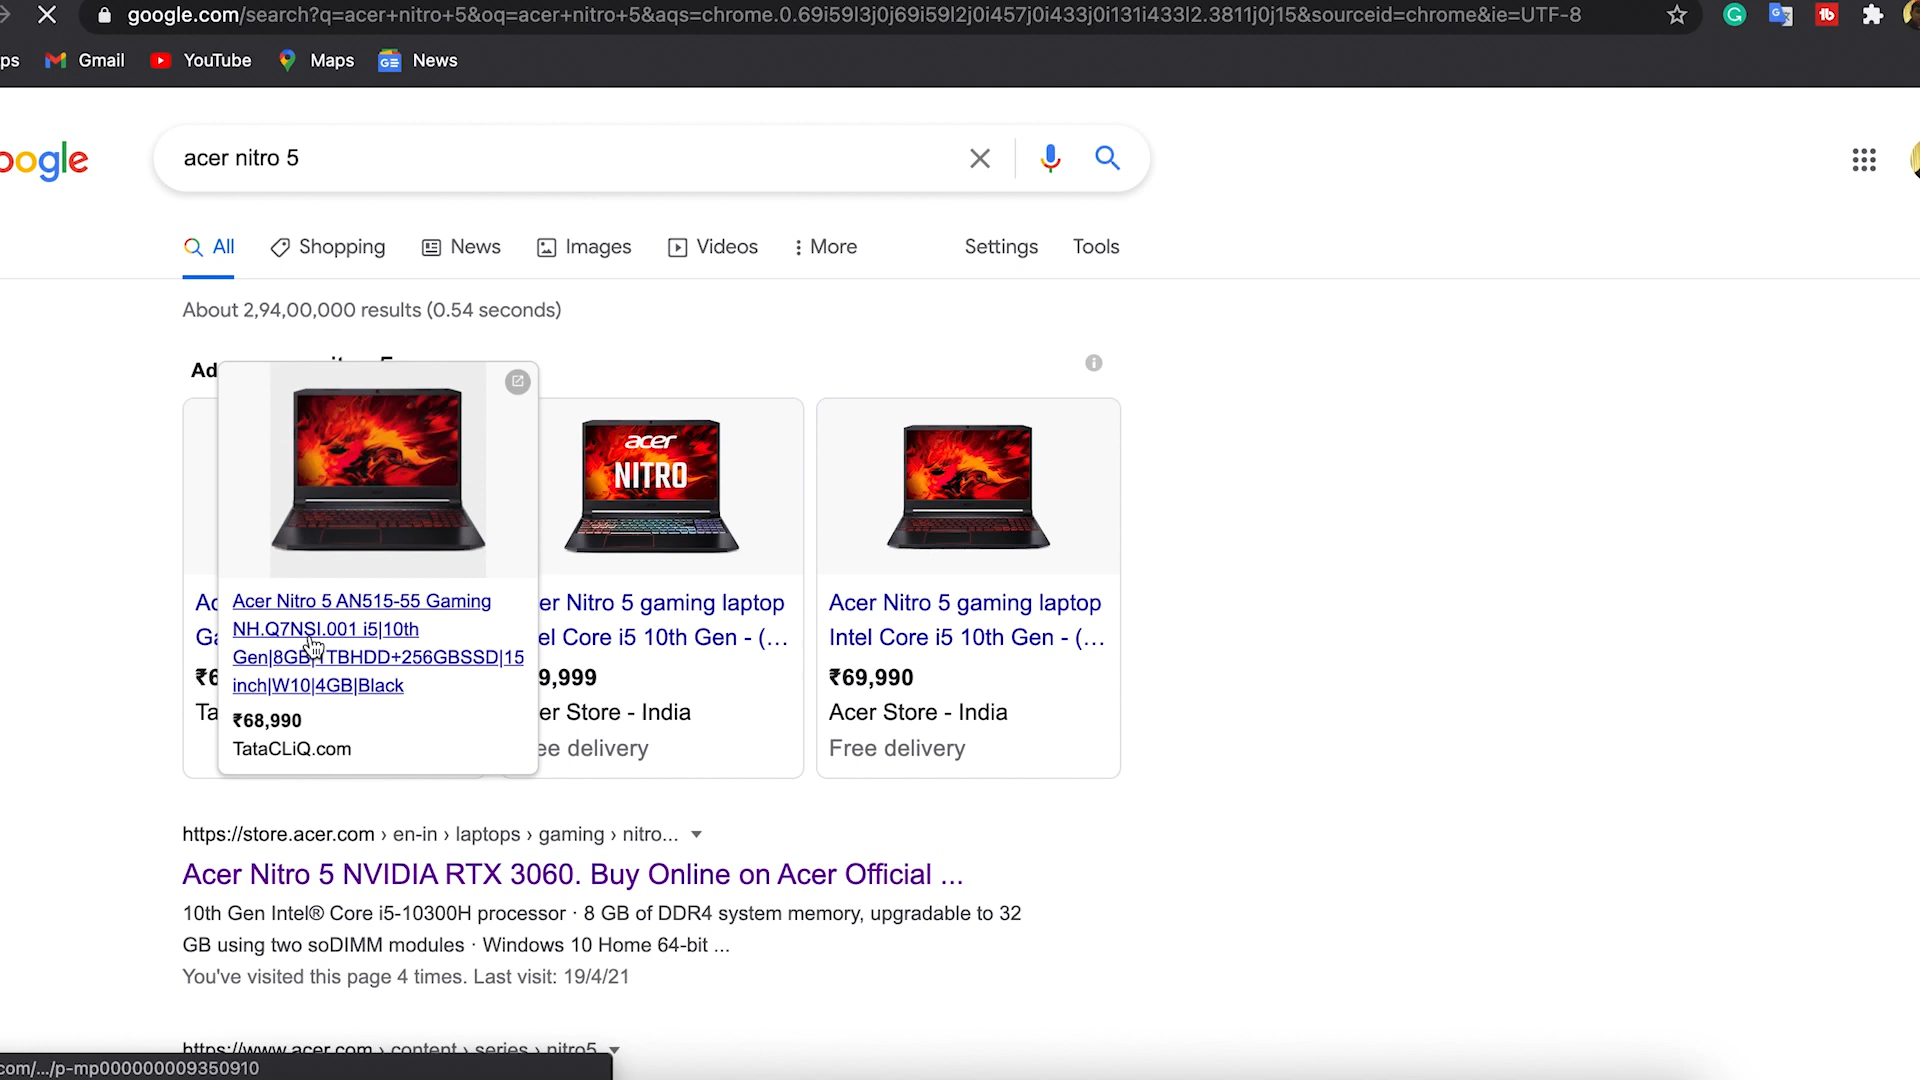 google.com/search?q=acer+nitro+5&oq=acer+nitro+5&aqs=chrome.0.69i59l3j0j69i59l2j0i457j0i433j0i131i433l2.3811j0j15&sourceid=chrome&ie=UTF-8
ps Gmail YouTube Maps News
oogle
acer nitro 5
All Shopping News Images Videos More Settings Tools
About 2,94,00,000 results (0.54 seconds)
Ad
acer
NITRO
Acer Nitro 5 AN515-55 Gaming
NH.Q7NSI.001 i5|10th
Gen|8GB|1TBHDD+256GBSSD|15
inch|W10|4GB|Black
₹68,990
TataCLiQ.com
er Nitro 5 gaming laptop
el Core i5 10th Gen - (...
9,999
er Store - India
ee delivery
Acer Nitro 5 gaming laptop
Intel Core i5 10th Gen - (...
₹69,990
Acer Store - India
Free delivery
https://store.acer.com › en-in › laptops › gaming › nitro...
Acer Nitro 5 NVIDIA RTX 3060. Buy Online on Acer Official ...
10th Gen Intel® Core i5-10300H processor · 8 GB of DDR4 system memory, upgradable to 32
GB using two soDIMM modules · Windows 10 Home 64-bit ...
You've visited this page 4 times. Last visit: 19/4/21
https://www.acer.com › content › series › nitro5
com/.../p-mp000000009350910